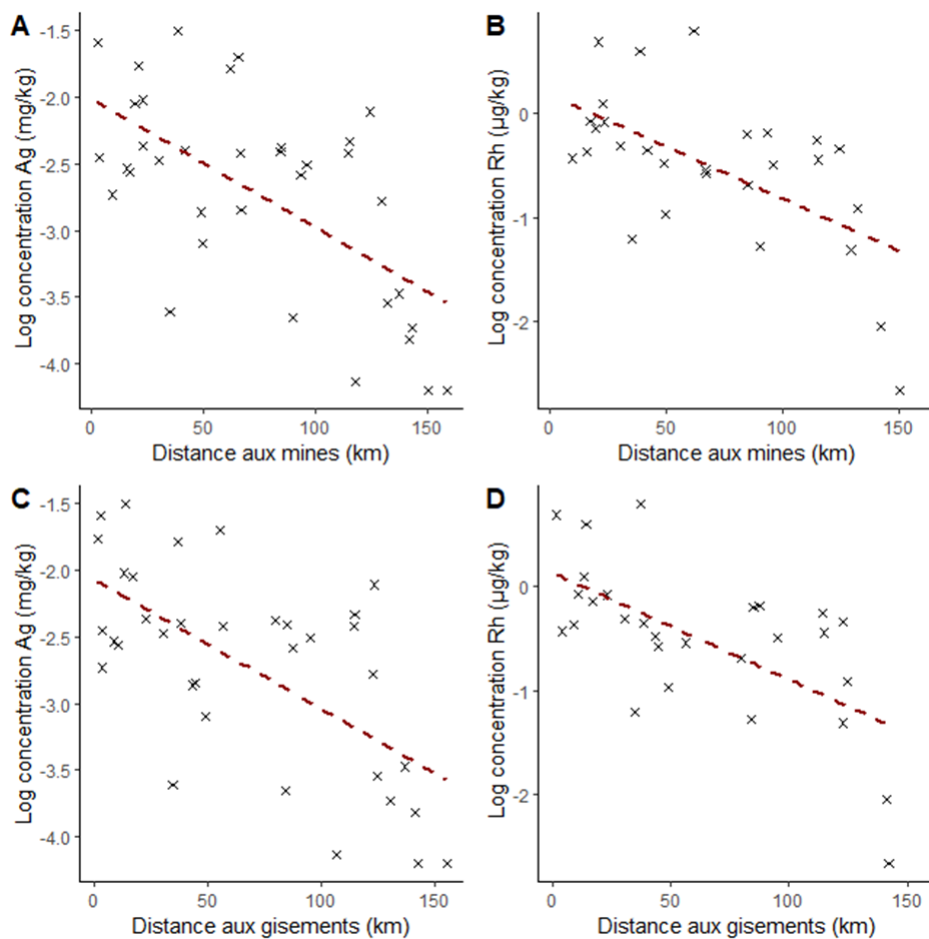 A
Log concentration Ag (mg/kg)
-1.5
-2.0
-2.5
-3.0
-3.5
-4.0
0 50 100 150
Distance aux mines (km)
B
Log concentration Rh (µg/kg)
0
-1
-2
0 50 100 150
Distance aux mines (km)
C
Log concentration Ag (mg/kg)
-1.5
-2.0
-2.5
-3.0
-3.5
-4.0
0 50 100 150
Distance aux gisements (km)
D
Log concentration Rh (µg/kg)
0
-1
-2
0 50 100 150
Distance aux gisements (km)